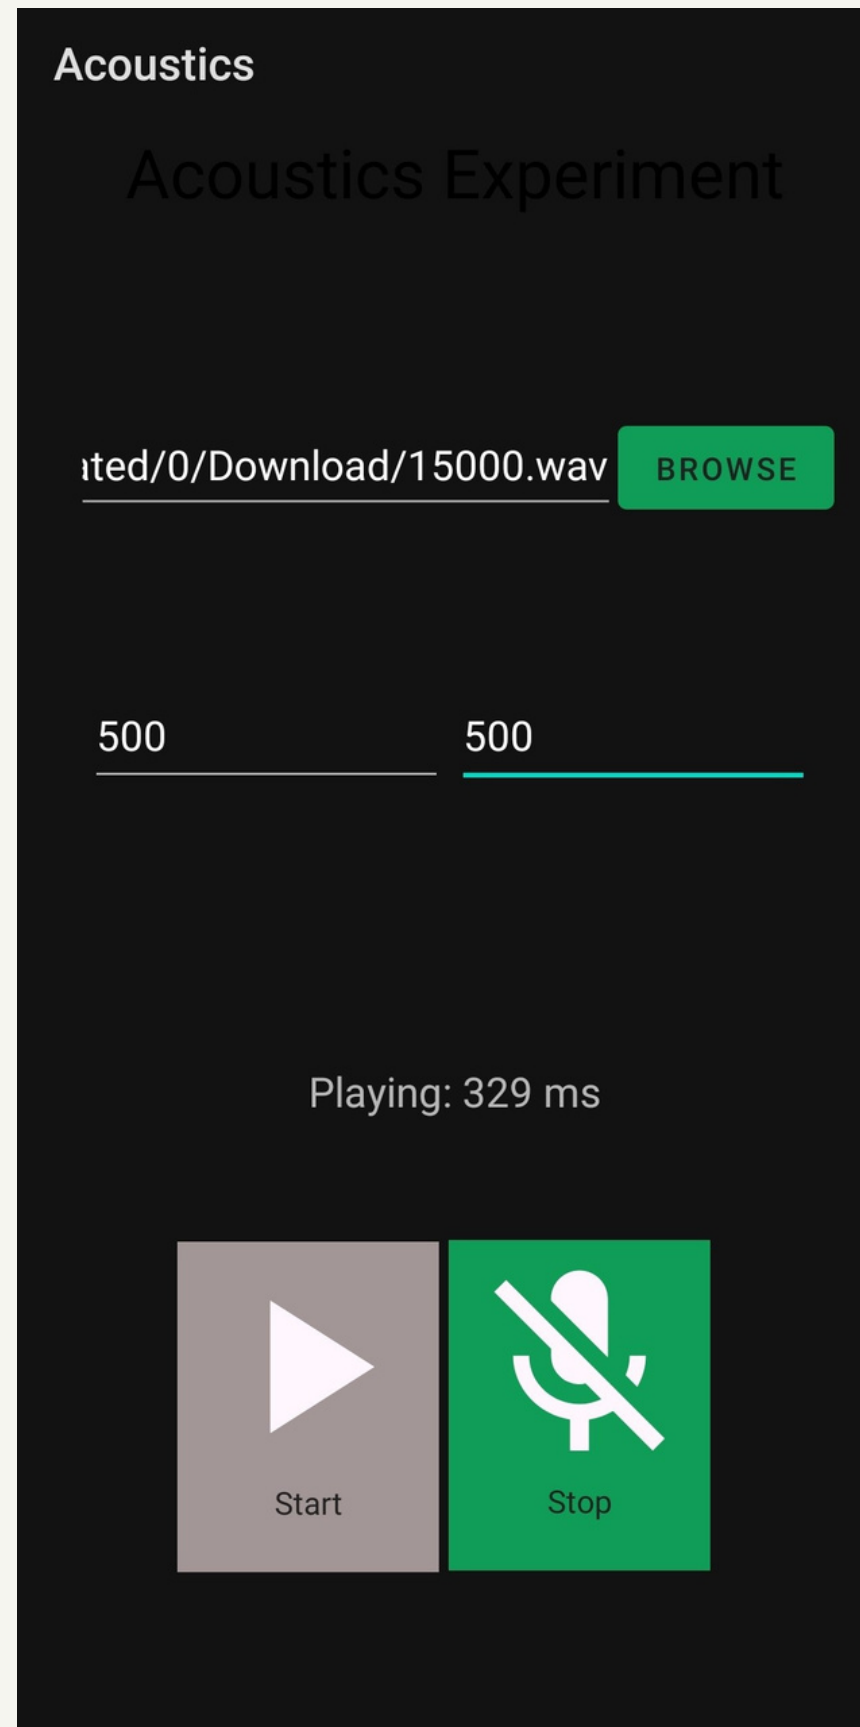 Acoustics
Acoustics Experiment
ated/0/Download/15000.wav BROWSE
500 500
Playing: 329 ms
Start Stop